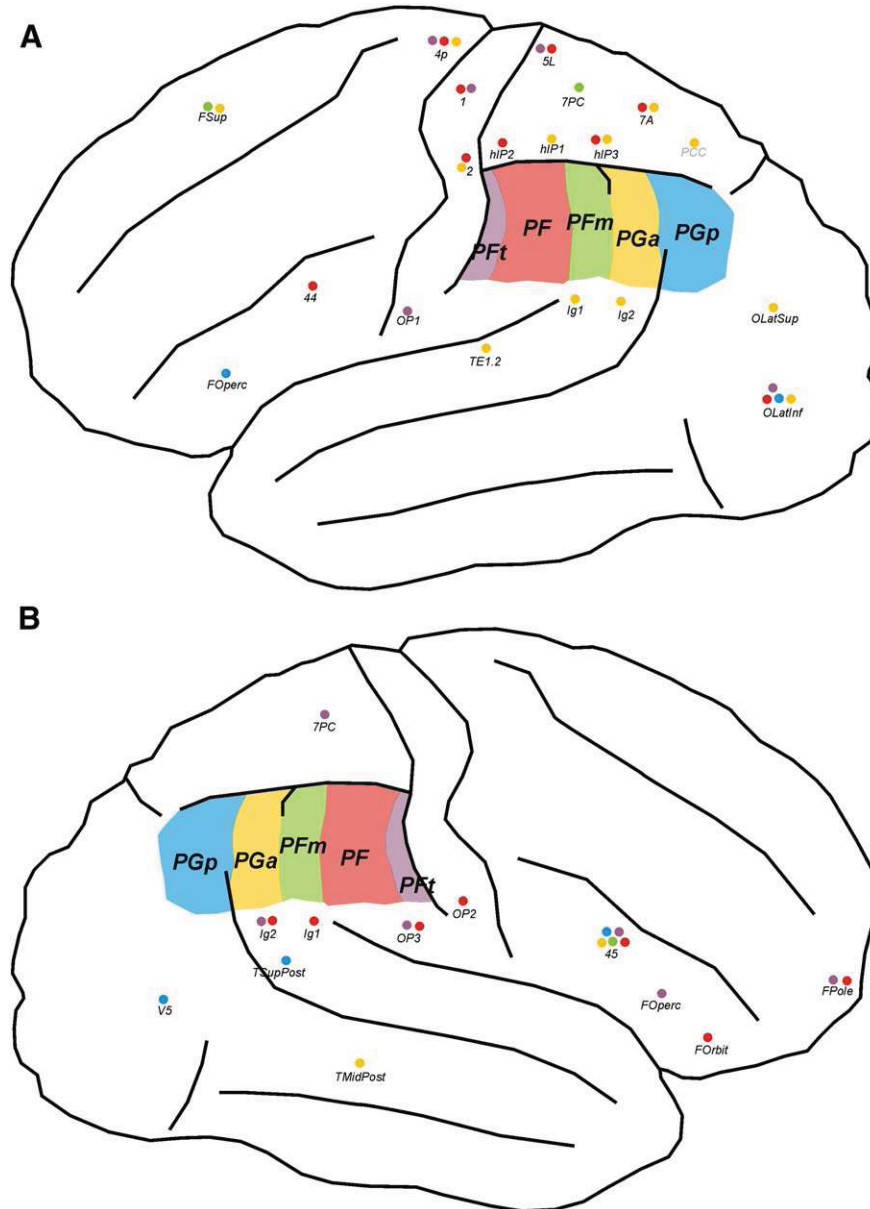 A
4p
5L
FSup
1
7PC
7A
2
hIP2
hIP1
hIP3
PCC
PFt
PF
PFm
PGa
PGp
44
OP1
Ig1
Ig2
OLatSup
TE1.2
FOperc
OLatInf
B
7PC
PGp
PGa
PFm
PF
PFt
OP2
Ig2
Ig1
OP3
45
TSupPost
V5
FOperc
FPole
FOrbit
TMidPost